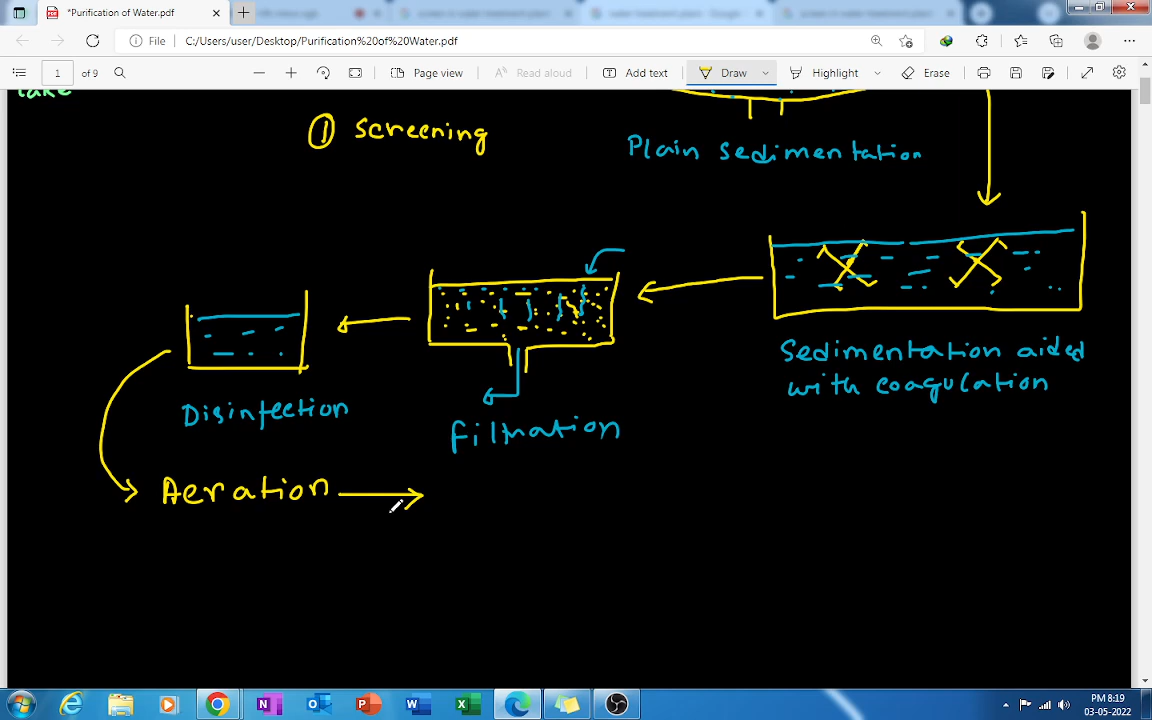 *Purification of Water.pdf
File C:/Users/user/Desktop/Purification%20of%20Water.pdf
1 of 9 Page view Read aloud Add text Draw Highlight Erase
lake
① Screening
Plain sedimentation
Sedimentation aided
with coagulation
Disinfection
filtration
Aeration
PM 8:19
03-05-2022